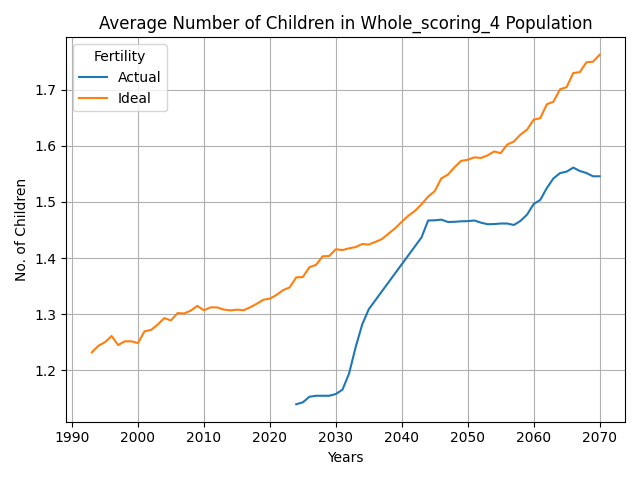 Average Number of Children in Whole_scoring_4 Population
Fertility
Actual
Ideal
No. of Children
1.7
1.6
1.5
1.4
1.3
1.2
1990 2000 2010 2020 2030 2040 2050 2060 2070
Years